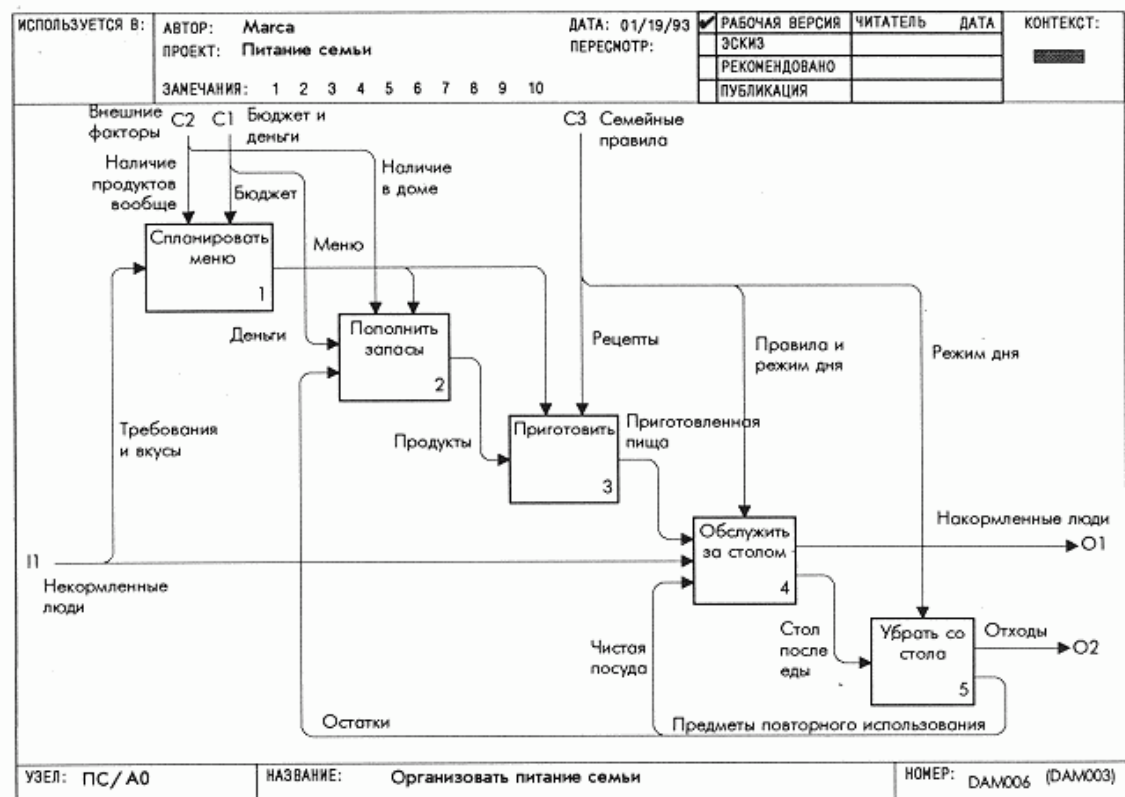 ИСПОЛЬЗУЕТСЯ В:
АВТОР: Marca
ПРОЕКТ: Питание семьи
ЗАМЕЧАНИЯ: 1 2 3 4 5 6 7 8 9 10
ДАТА: 01/19/93
ПЕРЕСМОТР:
РАБОЧАЯ ВЕРСИЯ
ЭСКИЗ
РЕКОМЕНДОВАНО
ПУБЛИКАЦИЯ
ЧИТАТЕЛЬ ДАТА
КОНТЕКСТ:
Внешние
факторы
C2
C1
Бюджет и
деньги
C3
Семейные
правила
Наличие
продуктов
вообще
Бюджет
Наличие
в доме
Спланировать
меню
1
Меню
Деньги
Пополнить
запасы
2
Рецепты
Правила и
режим дня
Режим дня
Требования
и вкусы
Продукты
Приготовить
3
Приготовленная
пища
Обслужить
за столом
4
Накормленные люди
O1
I1
Некормленные
люди
Чистая
посуда
Стол
после
еды
Убрать со
стола
5
Отходы
O2
Остатки
Предметы повторного использования
УЗЕЛ: ПС/А0
НАЗВАНИЕ: Организовать питание семьи
НОМЕР: DAM006 (DAM003)